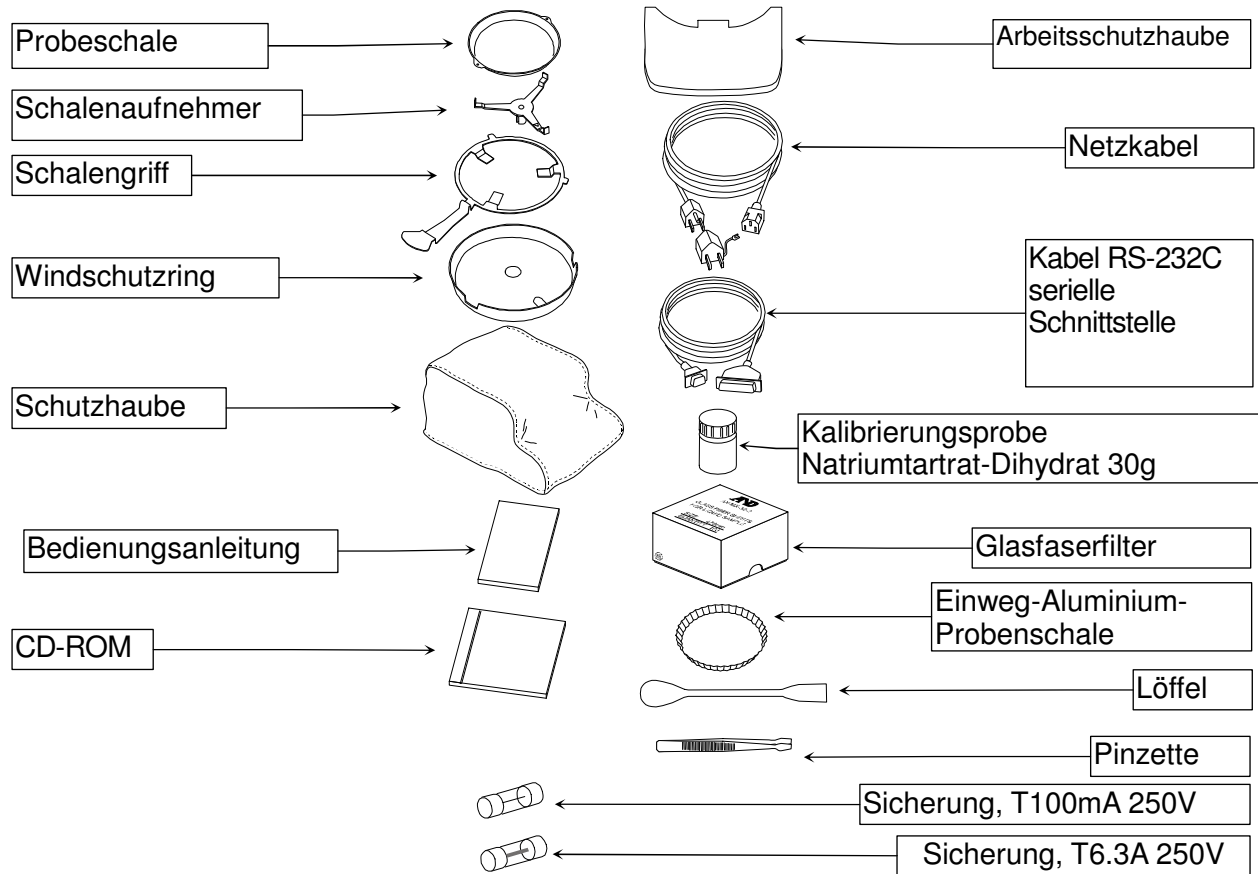 Probeschale
Schalenaufnehmer
Schalengriff
Windschutzring
Schutzhaube
Bedienungsanleitung
CD-ROM
Arbeitsschutzhaube
Netzkabel
Kabel RS-232C
serielle
Schnittstelle
Kalibrierungsprobe
Natriumtartrat-Dihydrat 30g
AND
Glasfaserfilter
Einweg-Aluminium-
Probenschale
Löffel
Pinzette
Sicherung, T100mA 250V
Sicherung, T6.3A 250V